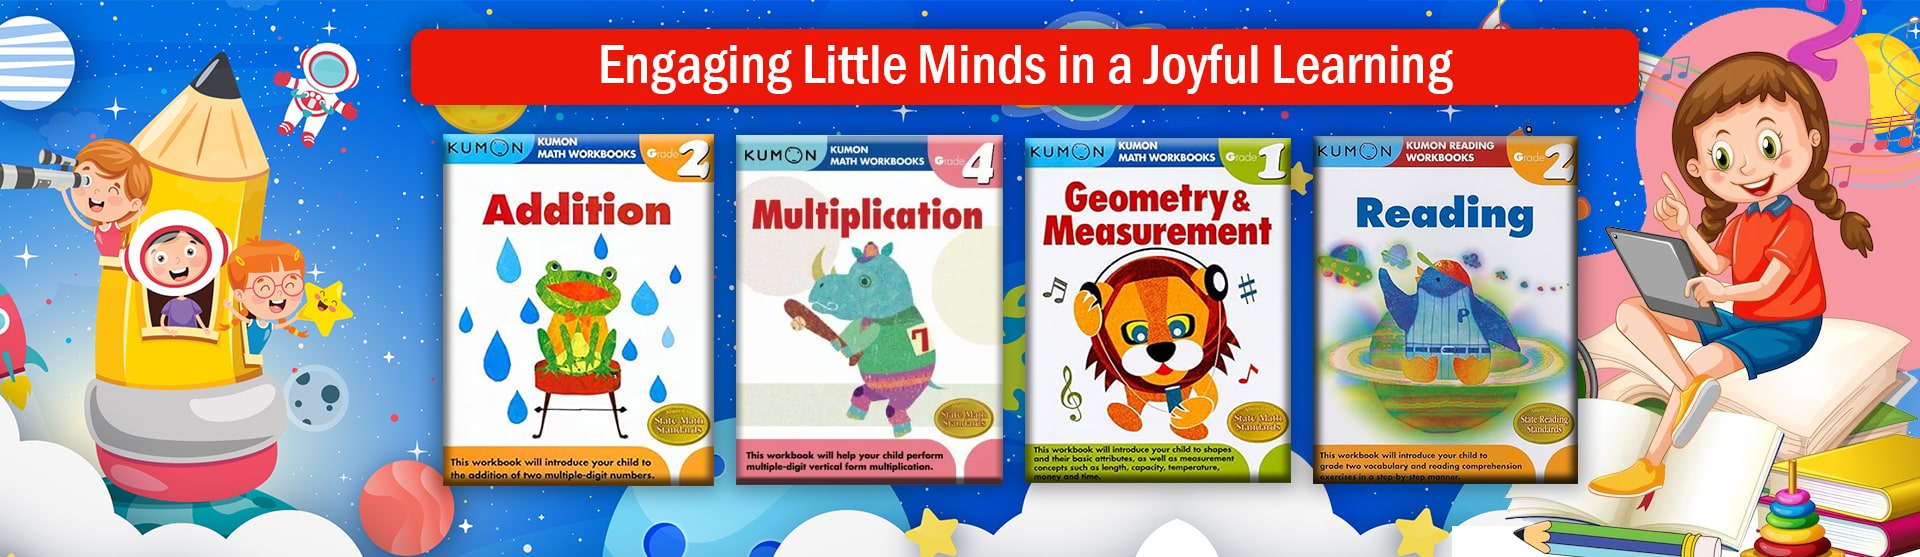 Engaging Little Minds in a Joyful Learning
KUMON
KUMON
MATH WORKBOOKS
Grade 2
Addition
State Math
Standards
This workbook will introduce your child to
the addition of two multiple-digit numbers.
KUMON
KUMON
MATH WORKBOOKS
Grade 4
Multiplication
7
State Math
Standards
This workbook will help your child perform
multiple-digit vertical form multiplication.
KUMON
KUMON
MATH WORKBOOKS
Grade 1
Geometry &
Measurement
State Math
Standards
This workbook will introduce your child to shapes
and their basic attributes, as well as measurement
concepts such as length, capacity, temperature,
money and time.
KUMON
KUMON READING
WORKBOOKS
Grade 2
Reading
P
State Reading
Standards
This workbook will introduce your child to
grade two vocabulary and reading comprehension
exercises in a step-by-step manner.
2